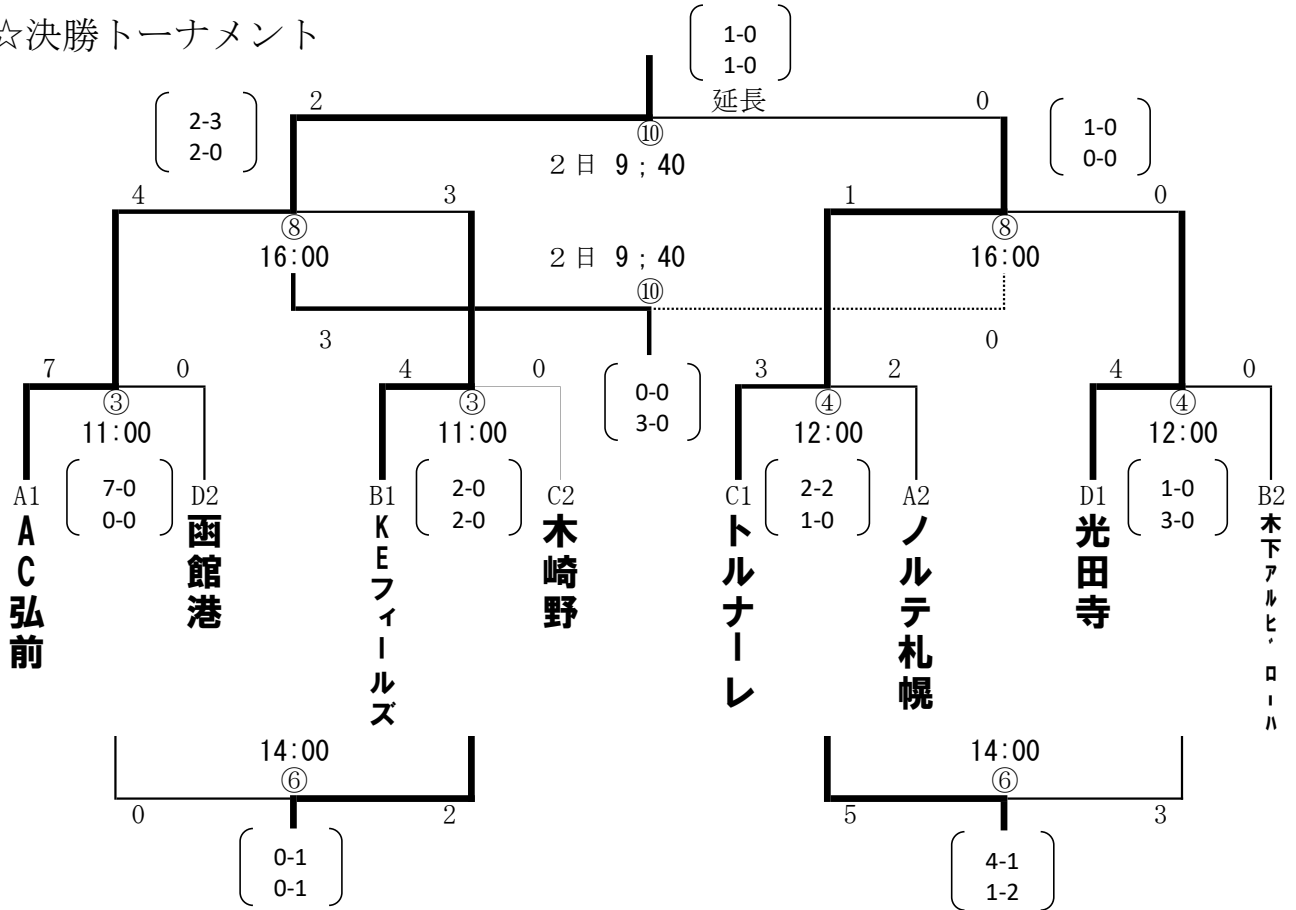 ☆決勝トーナメント
1-0
1-0
延長
2
0
2-3
2-0
1-0
0-0
⑩
2日 9;40
4
3
1
0
⑧
16:00
⑧
16:00
2日 9;40
⑩
3
0
7
0
4
0
0-0
3-0
3
2
4
0
③
11:00
③
11:00
④
12:00
④
12:00
A1
7-0
0-0
D2
B1
2-0
2-0
C2
C1
2-2
1-0
A2
D1
1-0
3-0
B2
AC弘前
函館港
KEフィールズ
木崎野
トルナーレ
ノルテ札幌
光田寺
木下アルビローハ
14:00
⑥
0
2
0-1
0-1
14:00
⑥
5
3
4-1
1-2